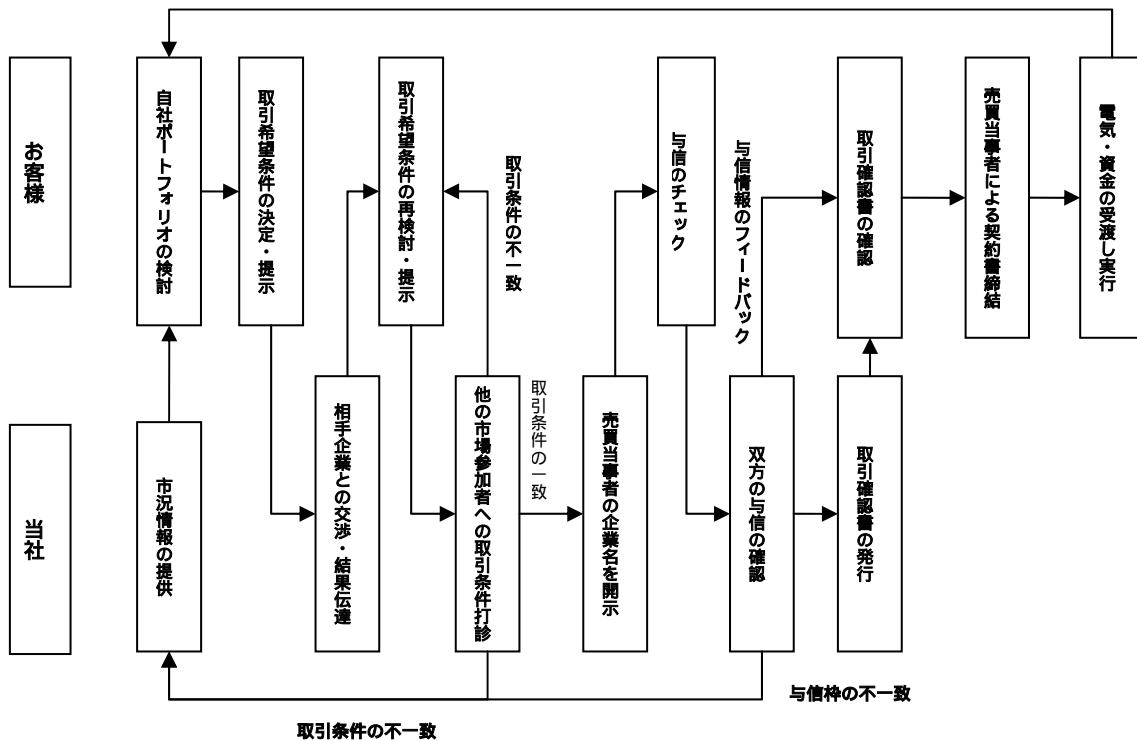 お客様
自社ポートフォリオの検討
取引希望条件の決定・提示
取引希望条件の再検討・提示
取引条件の不一致
与信のチェック
与信情報のフィードバック
取引確認書の確認
売買当事者による契約書締結
電気・資金の受渡し実行
当社
市況情報の提供
相手企業との交渉・結果伝達
他の市場参加者への取引条件打診
取引条件の一致
売買当事者の企業名を開示
双方の与信の確認
取引確認書の発行
与信枠の不一致
取引条件の不一致